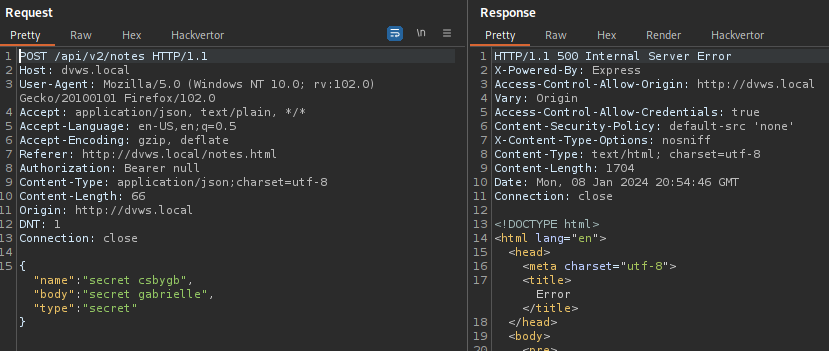 Request
Pretty Raw Hex Hackvertor
\n
1 POST /api/v2/notes HTTP/1.1
2 Host: dvws.local
3 User-Agent: Mozilla/5.0 (Windows NT 10.0; rv:102.0)
Gecko/20100101 Firefox/102.0
4 Accept: application/json, text/plain, */*
5 Accept-Language: en-US,en;q=0.5
6 Accept-Encoding: gzip, deflate
7 Referer: http://dvws.local/notes.html
8 Authorization: Bearer null
9 Content-Type: application/json;charset=utf-8
10 Content-Length: 66
11 Origin: http://dvws.local
12 DNT: 1
13 Connection: close
14
15 {
"name":"secret csbygb",
"body":"secret gabrielle",
"type":"secret"
}
Response
Pretty Raw Hex Render Hackvertor
1 HTTP/1.1 500 Internal Server Error
2 X-Powered-By: Express
3 Access-Control-Allow-Origin: http://dvws.local
4 Vary: Origin
5 Access-Control-Allow-Credentials: true
6 Content-Security-Policy: default-src 'none'
7 X-Content-Type-Options: nosniff
8 Content-Type: text/html; charset=utf-8
9 Content-Length: 1704
10 Date: Mon, 08 Jan 2024 20:54:46 GMT
11 Connection: close
12
13 <!DOCTYPE html>
14 <html lang="en">
15 <head>
16 <meta charset="utf-8">
17 <title>
Error
</title>
18 </head>
19 <body>
20 <pre>